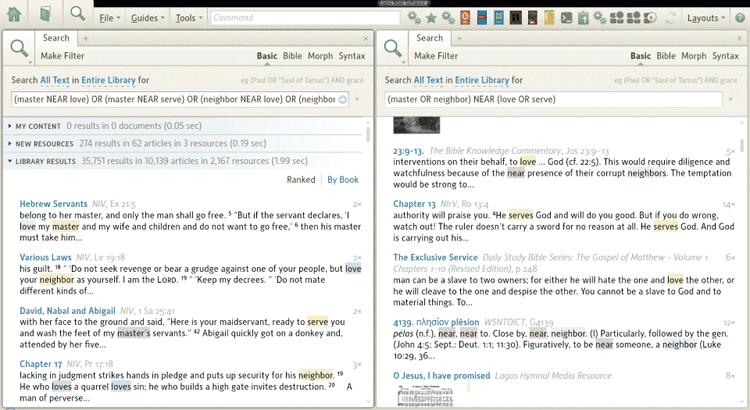 File Guides Tools Command Layouts
Search
Make Filter
Basic Bible Morph Syntax
Search All Text in Entire Library for
eg (Paul OR "Saul of Tarsus") AND grace
(master NEAR love) OR (master NEAR serve) OR (neighbor NEAR love) OR (neighbor
MY CONTENT 0 results in 0 documents (0.05 sec)
NEW RESOURCES 274 results in 62 articles in 3 resources (0.19 sec)
LIBRARY RESULTS 35,751 results in 10,139 articles in 2,167 resources (1.99 sec)
Ranked By Book
Hebrew Servants NIV, Ex 21:5 2×
belong to her master, and only the man shall go free. ⁵ "But if the servant declares, 'I
love my master and my wife and children and do not want to go free,' ⁶ then his master
must take him...
Various Laws NIV, Le 19:18 2×
his guilt. ¹⁸ " 'Do not seek revenge or bear a grudge against one of your people, but love
your neighbor as yourself. I am the LORD. ¹⁹ " 'Keep my decrees. " 'Do not mate
different kinds of...
David, Nabal and Abigail NIV, 1 Sa 25:41 2×
with her face to the ground and said, "Here is your maidservant, ready to serve you
and wash the feet of my master's servants." ⁴² Abigail quickly got on a donkey and,
attended by her five...
Chapter 17 NIV, Pr 17:18 3×
lacking in judgment strikes hands in pledge and puts up security for his neighbor. ¹⁹
He who loves a quarrel loves sin; he who builds a high gate invites destruction. ²⁰ A
man of perverse...
Search
Make Filter
Basic Bible Morph Syntax
Search All Text in Entire Library for
eg (Paul OR "Saul of Tarsus") AND grace
(master OR neighbor) NEAR (love OR serve)
23:9–13. The Bible Knowledge Commentary, Jos 23:9–13 5×
interventions on their behalf, to love ... God (cf. 22:5). This would require diligence and
watchfulness because of the near presence of their corrupt neighbors. The temptation
would be strong to...
Chapter 13 NIrV, Ro 13:4 14×
authority will praise you. ⁴He serves God and will do you good. But if you do wrong,
watch out! The ruler doesn't carry a sword for no reason at all. He serves God. And God
is carrying out his...
The Exclusive Service Daily Study Bible Series: The Gospel of Matthew - Volume 1 6×
Chapters 1-10 (Revised Edition), p 248
man can be a slave to two owners; for either he will hate the one and love the other, or
he will cleave to the one and despise the other. You cannot be a slave to God and to
material things. To...
4139. πλησίον plēsíon WSNTDICT, G4139 12×
pelas (n.f.), near, near to. Close by, near, neighbor. (I) Particularly, followed by the gen.
(John 4:5; Sept.: Deut. 1:1; 11:30). Figuratively, to be near someone, a neighbor (Luke
10:29, 36...
O Jesus, I have promised Logos Hymnal Media Resource 8×